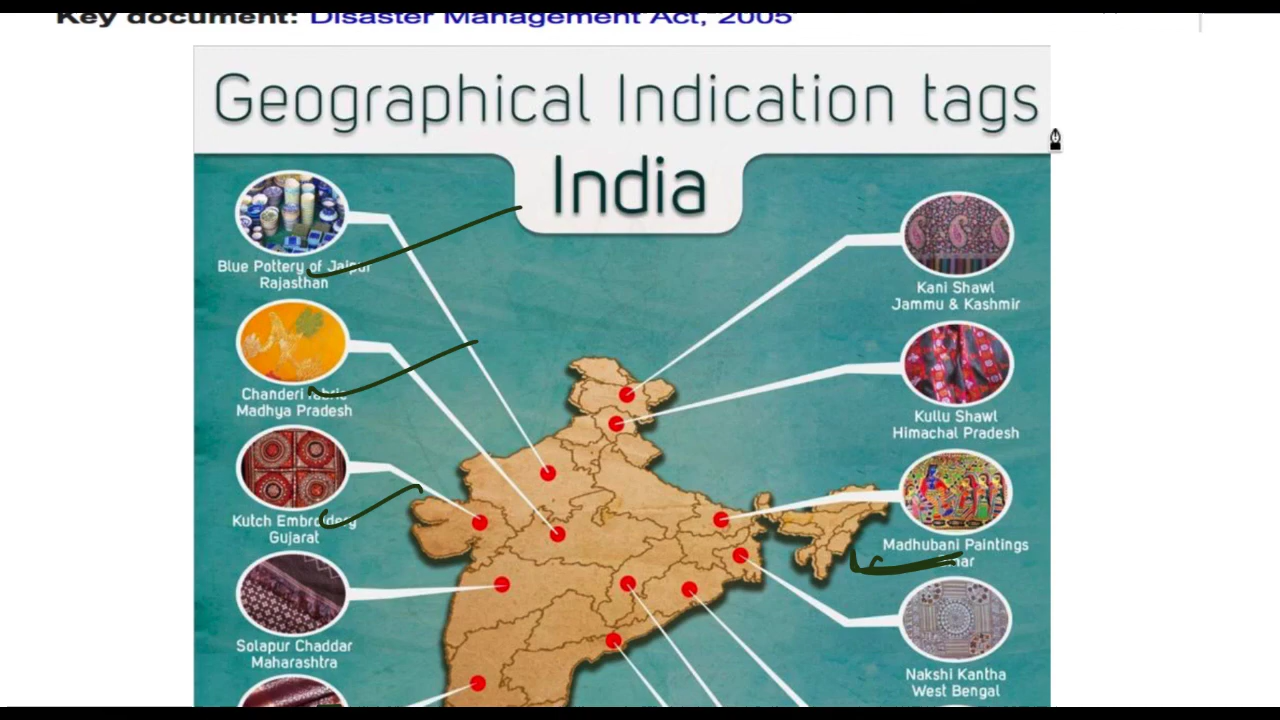 Key document: Disaster Management Act, 2005
Geographical Indication tags
India
Blue Pottery of Jaipur
Rajasthan
Chanderi fabric
Madhya Pradesh
Kutch Embroidery
Gujarat
Solapur Chaddar
Maharashtra
Kani Shawl
Jammu & Kashmir
Kullu Shawl
Himachal Pradesh
Madhubani Paintings
Bihar
Nakshi Kantha
West Bengal